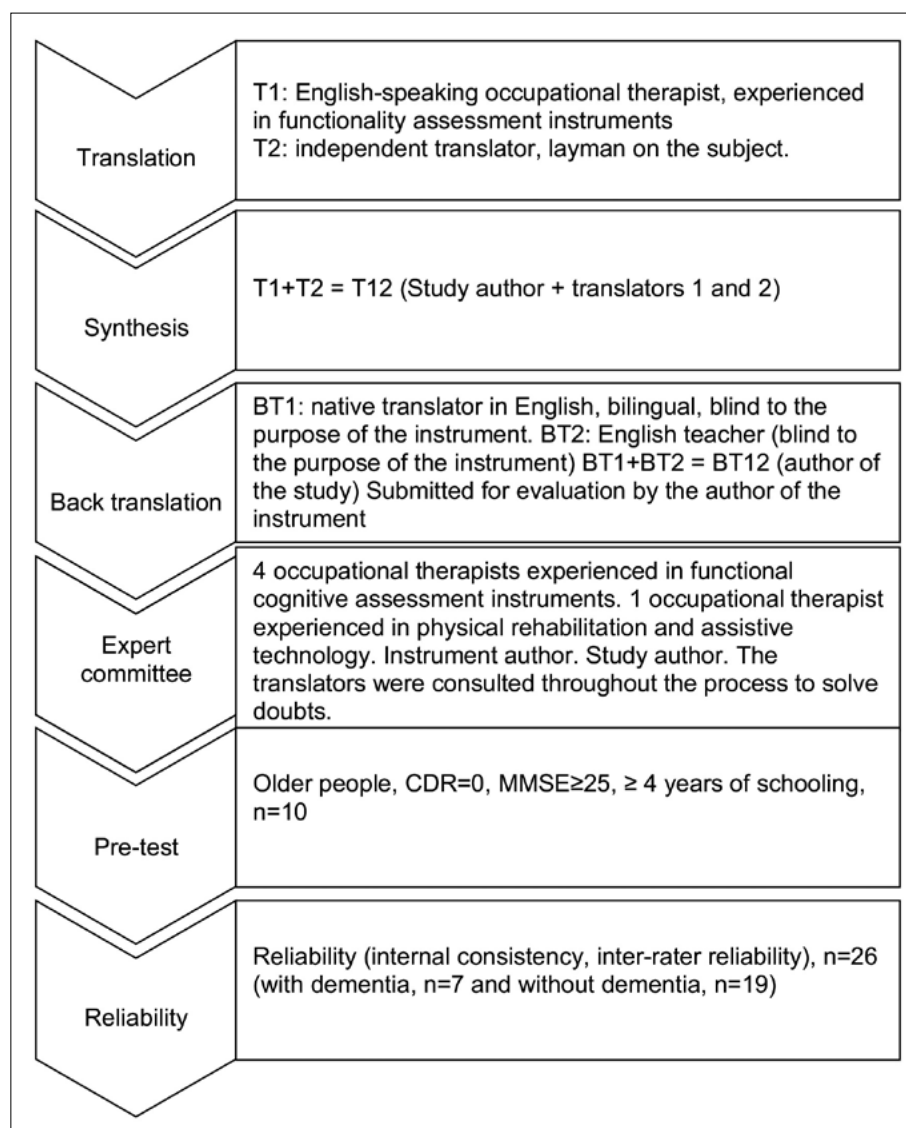 Translation
T1: English-speaking occupational therapist, experienced
in functionality assessment instruments
T2: independent translator, layman on the subject.
Synthesis
T1+T2 = T12 (Study author + translators 1 and 2)
Back translation
BT1: native translator in English, bilingual, blind to the
purpose of the instrument. BT2: English teacher (blind to
the purpose of the instrument) BT1+BT2 = BT12 (author of
the study) Submitted for evaluation by the author of the
instrument
Expert
committee
4 occupational therapists experienced in functional
cognitive assessment instruments. 1 occupational therapist
experienced in physical rehabilitation and assistive
technology. Instrument author. Study author. The
translators were consulted throughout the process to solve
doubts.
Pre-test
Older people, CDR=0, MMSE≥25, ≥ 4 years of schooling,
n=10
Reliability
Reliability (internal consistency, inter-rater reliability), n=26
(with dementia, n=7 and without dementia, n=19)